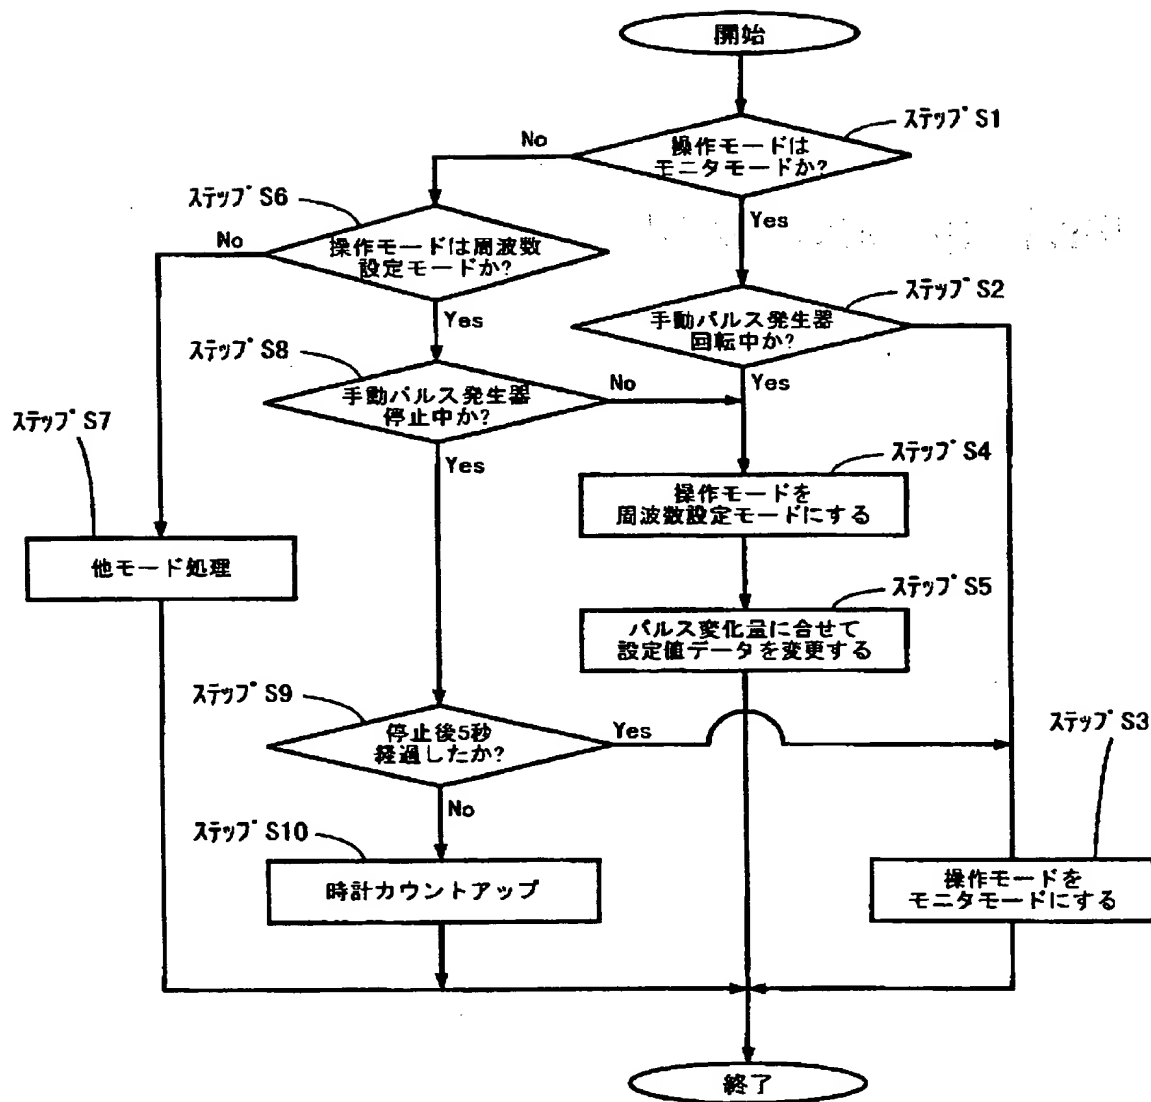 開始
ステップ S1
操作モードは
モニタモードか?
No
Yes
ステップ S6
操作モードは周波数
設定モードか?
No
Yes
ステップ S2
手動パルス発生器
回転中か?
Yes
ステップ S8
手動パルス発生器
停止中か?
No
Yes
ステップ S7
他モード処理
ステップ S4
操作モードを
周波数設定モードにする
ステップ S5
パルス変化量に合せて
設定値データを変更する
ステップ S9
停止後5秒
経過したか?
Yes
No
ステップ S3
操作モードを
モニタモードにする
ステップ S10
時計カウントアップ
終了